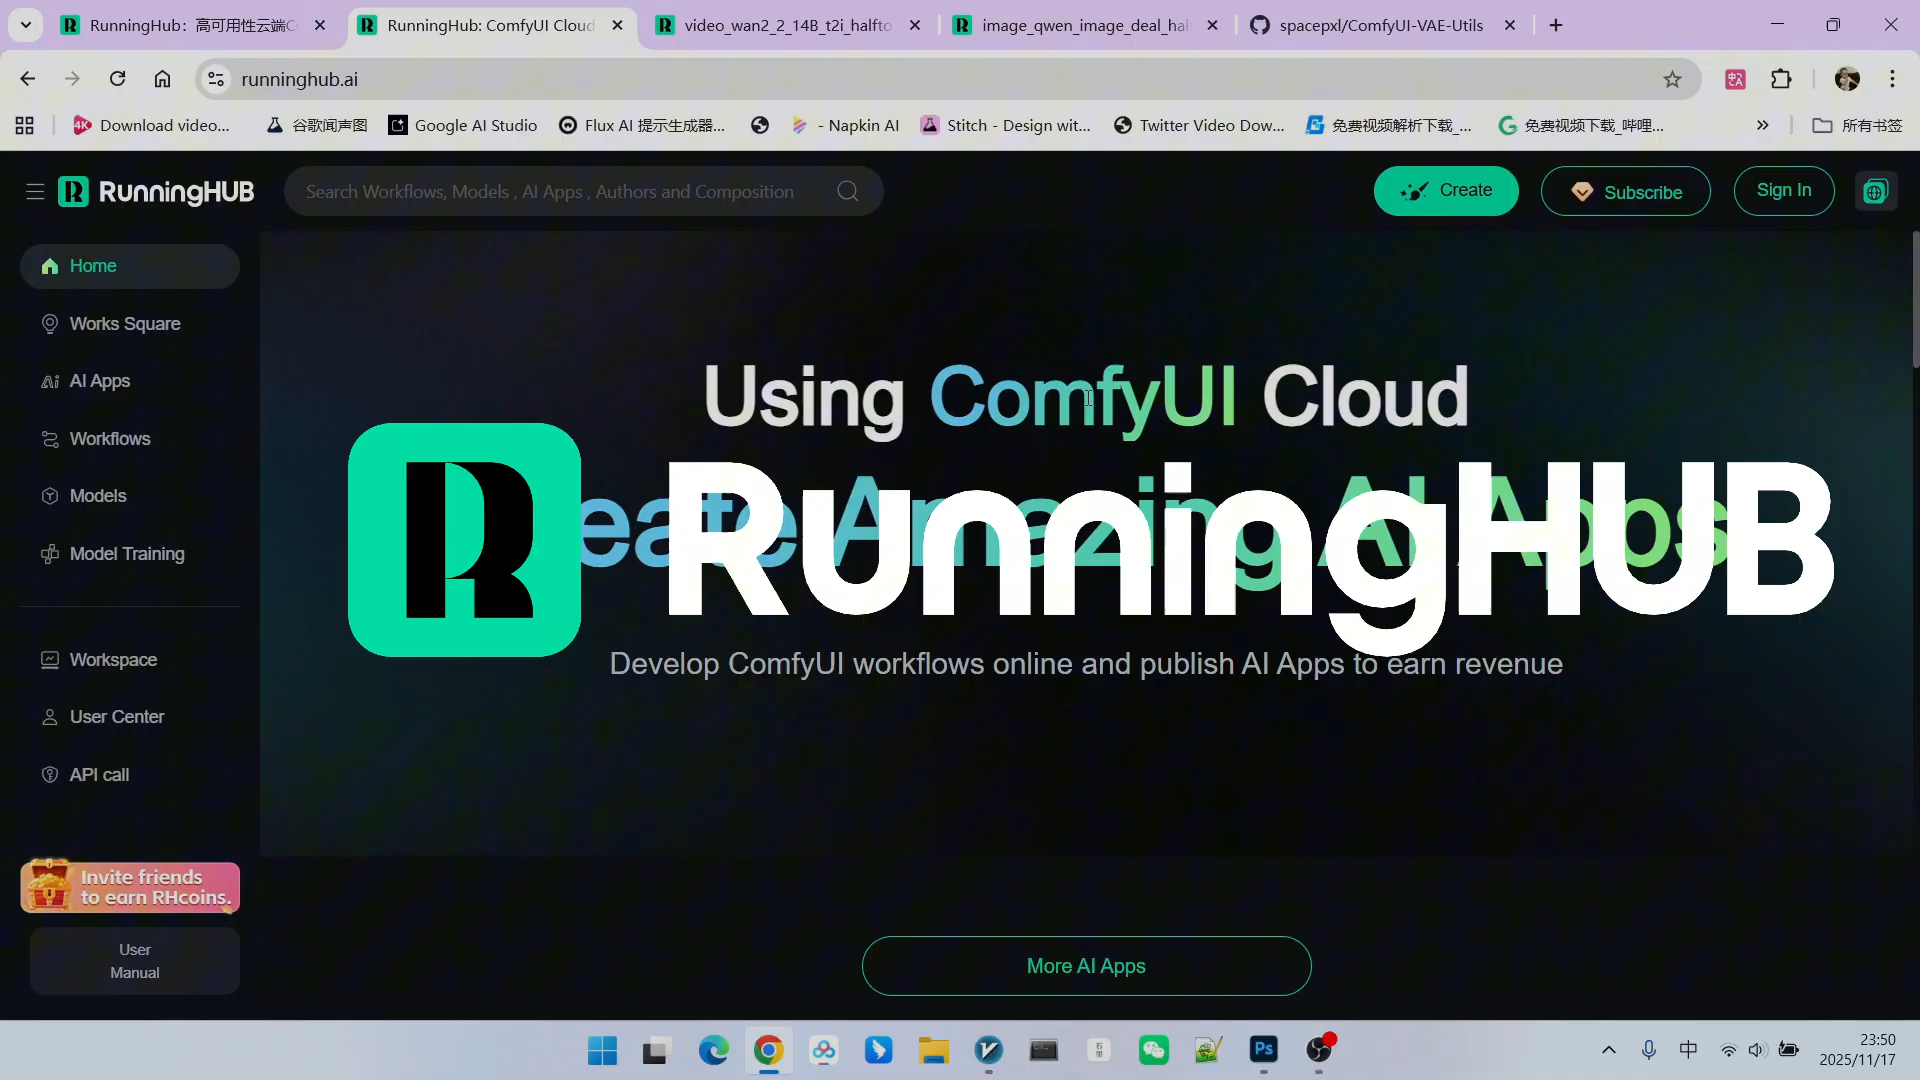 RunningHub：高可用性云端C
RunningHub: ComfyUI Cloud
video_wan2_2_14B_t2i_halfto
image_qwen_image_deal_hal
spacepxl/ComfyUI-VAE-Utils
runninghub.ai
Download video...
谷歌闻声图
Google AI Studio
Flux AI 提示生成器...
- Napkin AI
Stitch - Design wit...
Twitter Video Dow...
免费视频解析下载_...
免费视频下载_哔哩...
所有书签
RunningHUB
Search Workflows, Models , AI Apps , Authors and Composition
Create
Subscribe
Sign In
Home
Works Square
AI Apps
Workflows
Models
Model Training
Workspace
User Center
API call
Invite friends
to earn RHcoins.
User
Manual
Using ComfyUI Cloud
eate Amazing AI Apps
RunningHUB
Develop ComfyUI workflows online and publish AI Apps to earn revenue
More AI Apps
中
23:50
2025/11/17